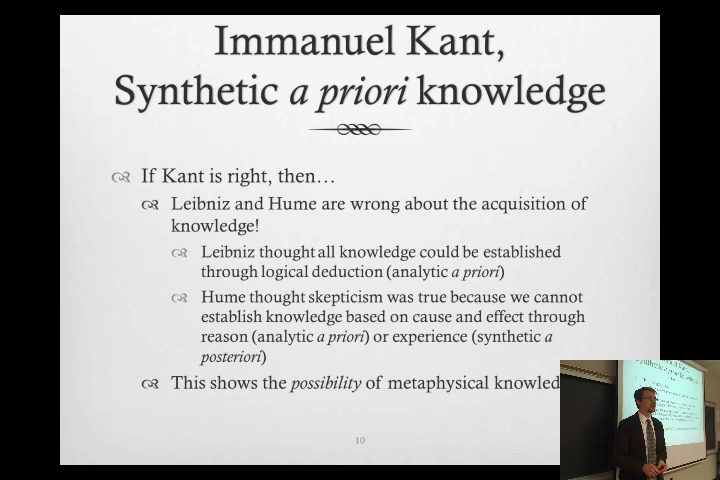 Immanuel Kant,
Synthetic a priori knowledge
If Kant is right, then…
Leibniz and Hume are wrong about the acquisition of
knowledge!
Leibniz thought all knowledge could be established
through logical deduction (analytic a priori)
Hume thought skepticism was true because we cannot
establish knowledge based on cause and effect through
reason (analytic a priori) or experience (synthetic a
posteriori)
This shows the possibility of metaphysical knowled
10